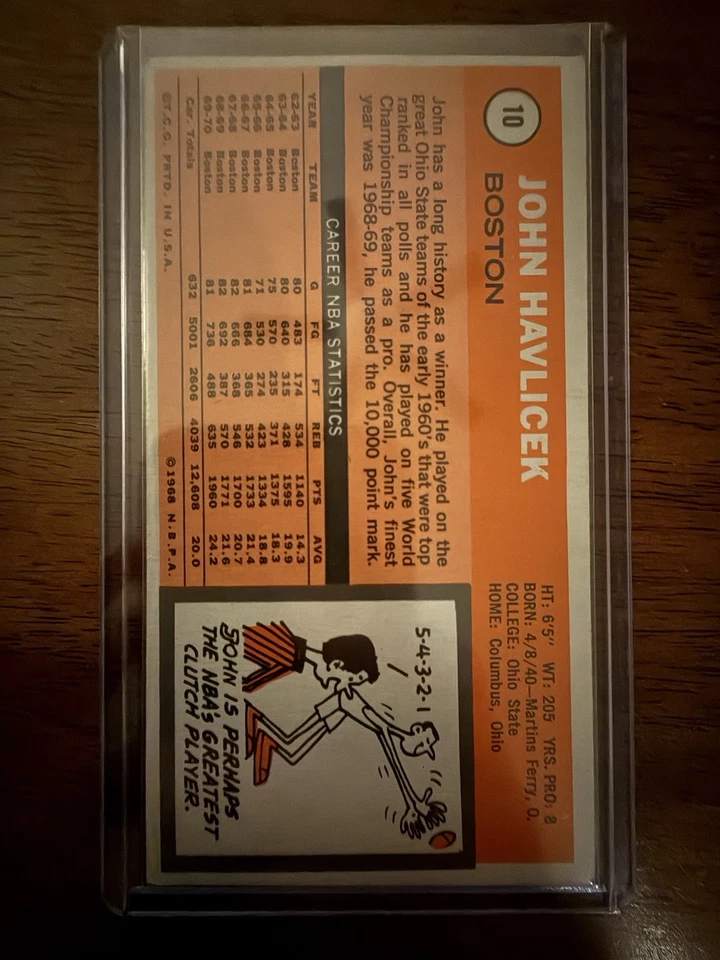 10
JOHN HAVLICEK
BOSTON
HT: 6'5" WT: 205 YRS. PRO: 8
BORN: 4/8/40—Martins Ferry, O.
COLLEGE: Ohio State
HOME: Columbus, Ohio
John has a long history as a winner. He played on the
great Ohio State teams of the early 1960's that were top
ranked in all polls and he has played on five World
Championship teams as a pro. Overall, John's finest
year was 1968-69, he passed the 10,000 point mark.
CAREER NBA STATISTICS
YEAR TEAM G FG FT REB PTS AVG
62-63 Boston 80 483 174 534 1140 14.3
63-64 Boston 80 640 315 428 1595 19.9
64-65 Boston 75 570 235 371 1375 18.3
65-66 Boston 71 530 274 423 1334 18.8
66-67 Boston 81 684 365 532 1733 21.4
67-68 Boston 82 666 368 546 1700 20.7
68-69 Boston 82 692 387 570 1771 21.6
69-70 Boston 81 736 488 635 1960 24.2
Car. Totals 632 5001 2606 4039 12,608 20.0
©T.C.G. PRTD. IN U.S.A. ©1968 N.B.P.A.
5-4-3-2-1
JOHN IS PERHAPS
THE NBA'S GREATEST
CLUTCH PLAYER.